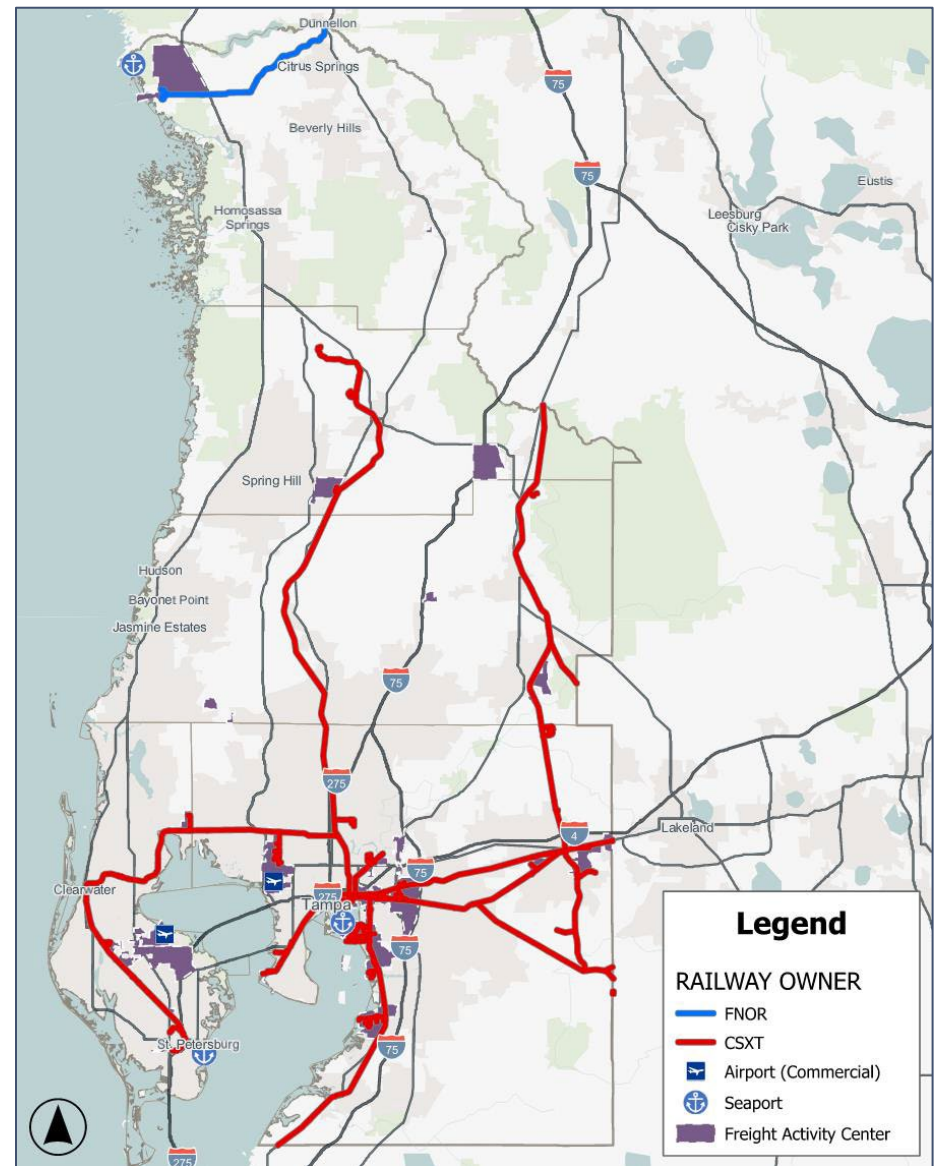 Dunnellon
Citrus Springs
75
Beverly Hills
75
Eustis
Leesburg
Cisky Park
Homosassa
Springs
Spring Hill
Hudson
Bayonet Point
Jasmine Estates
75
275
4
Lakeland
75
Clearwater
275
Tampa
75
St. Petersburg
75
275
Legend
RAILWAY OWNER
FNOR
CSXT
Airport (Commercial)
Seaport
Freight Activity Center